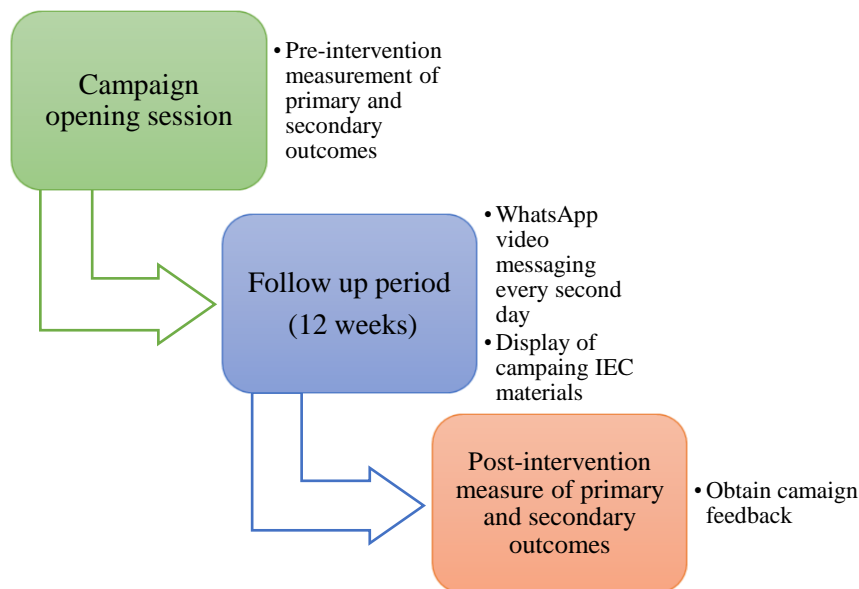 Campaign
opening session
• Pre-intervention
measurement of
primary and
secondary
outcomes
Follow up period
(12 weeks)
• WhatsApp
video
messaging
every second
day
• Display of
campaing IEC
materials
Post-intervention
measure of primary
and secondary
outcomes
• Obtain camaign
feedback